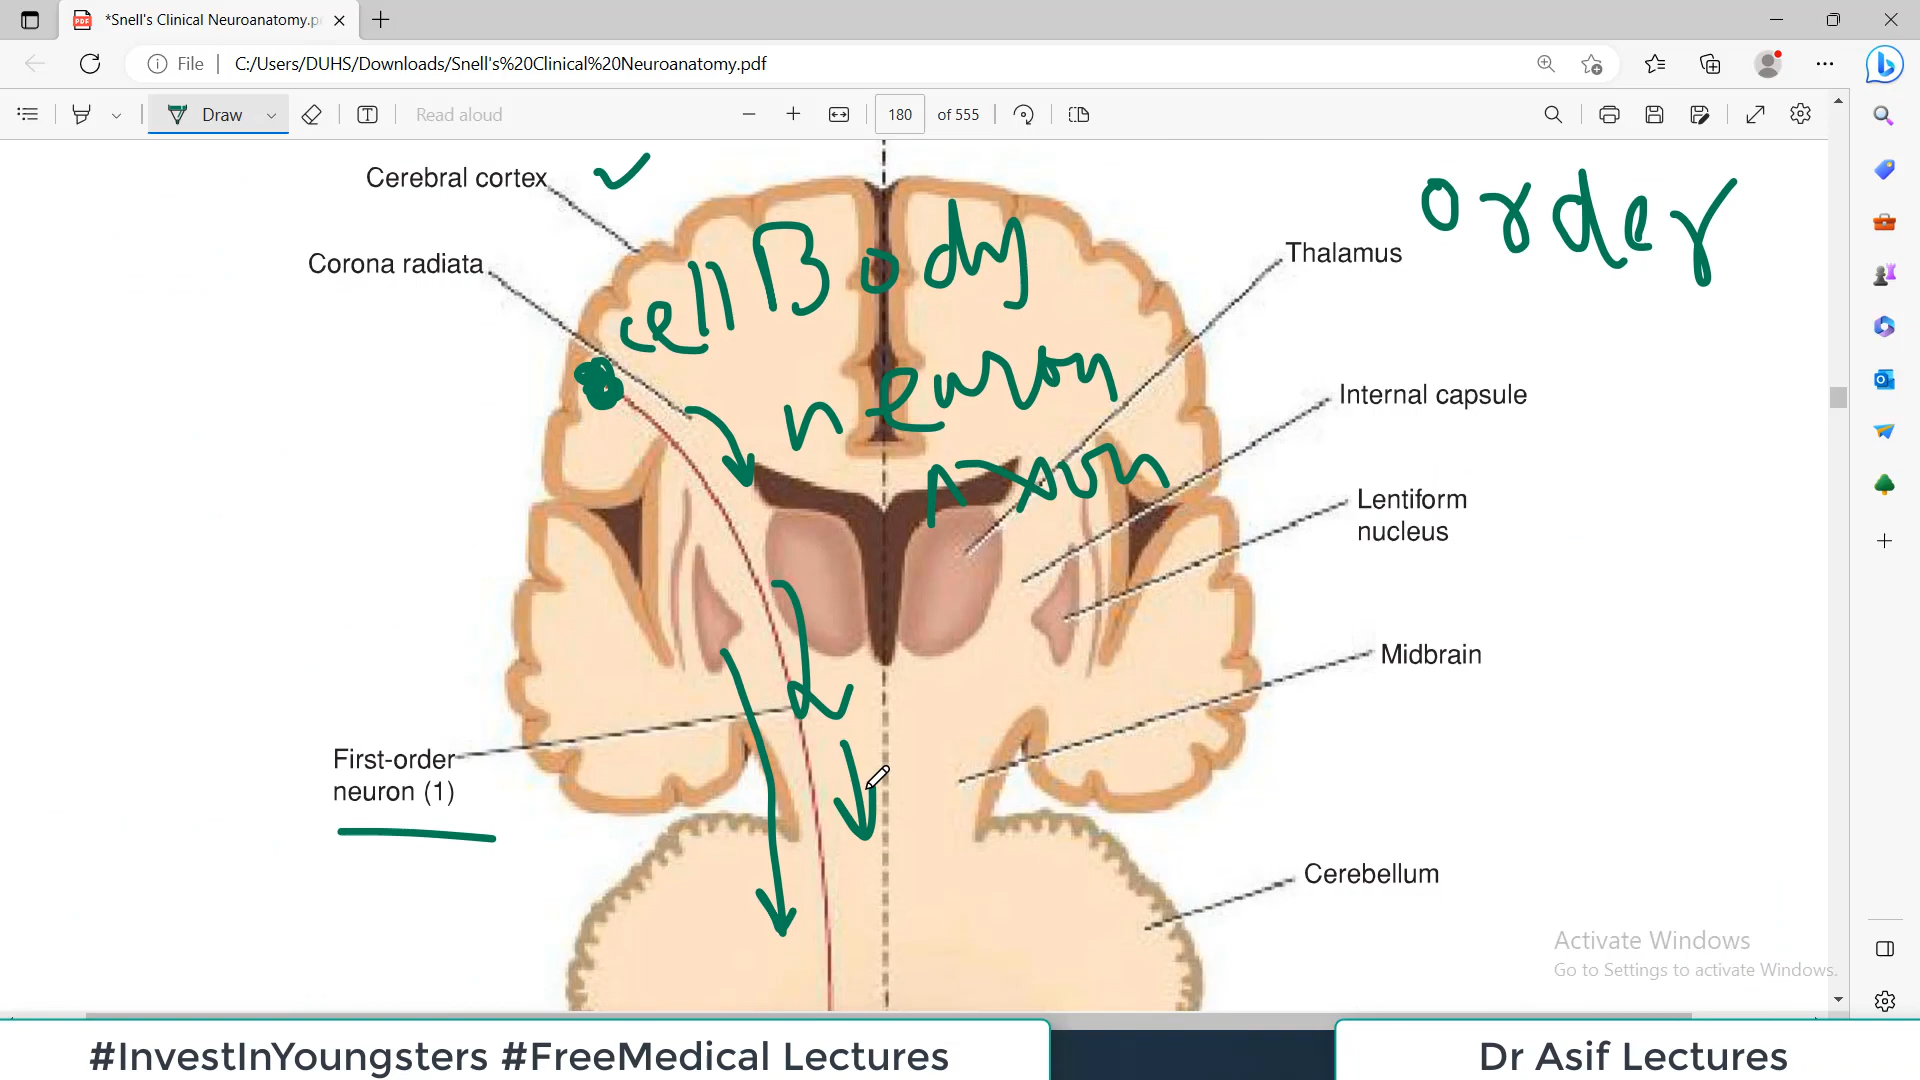 *Snell's Clinical Neuroanatomy.p
File
C:/Users/DUHS/Downloads/Snell's%20Clinical%20Neuroanatomy.pdf
Draw
Read aloud
180
of 555
Cerebral cortex
order
Corona radiata
Thalamus
cell Body
neuron
Axon
Internal capsule
Lentiform
nucleus
Midbrain
First-order
neuron (1)
Cerebellum
Activate Windows
Go to Settings to activate Windows.
#InvestInYoungsters #FreeMedical Lectures
Dr Asif Lectures